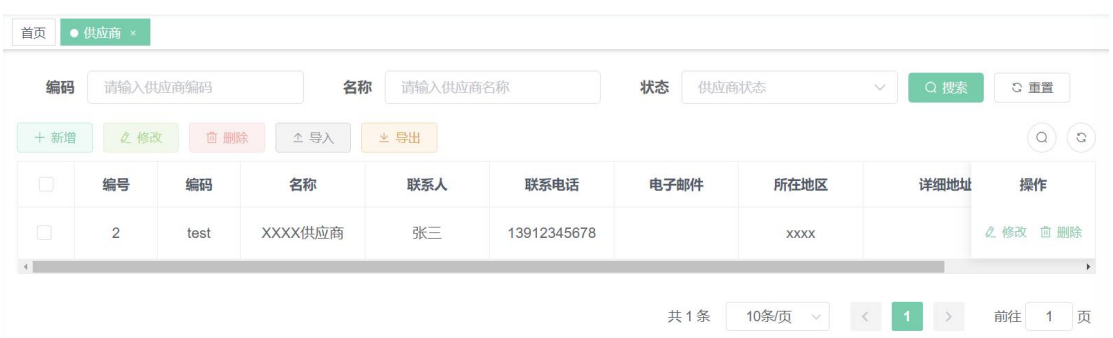 首页 供应商 ×
编码 请输入供应商编码 名称 请输入供应商名称 状态 供应商状态 搜索 重置
+ 新增 修改 删除 导入 导出
编号 编码 名称 联系人 联系电话 电子邮件 所在地区 详细地址 操作
2 test XXXX供应商 张三 13912345678 xxxx 修改 删除
共 1 条 10条/页 < 1 > 前往 1 页